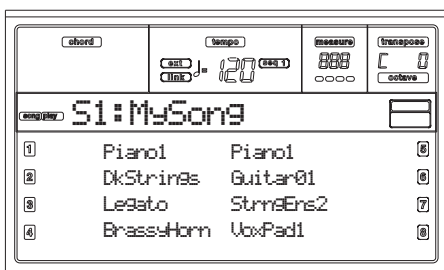 chord tempo measure transpose
ext link ♩= 120 seq 1 888 C 0
octave
song play S1:MySong
1 Piano1 Piano1 5
2 DkStrings Guitar01 6
3 Legato StrngEns2 7
4 BrassyHorn VoxPad1 8